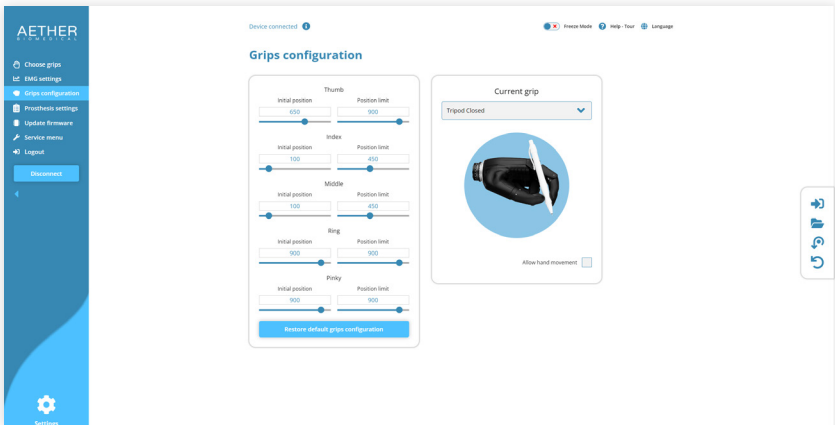 AETHER
BIOMEDICAL
Choose grips
EMG settings
Grips configuration
Prosthesis settings
Update firmware
Service menu
Logout
Disconnect
Settings
Device connected
Freeze Mode
Help - Tour
Language
Grips configuration
Thumb
Initial position Position limit
650 900
Index
Initial position Position limit
100 450
Middle
Initial position Position limit
100 450
Ring
Initial position Position limit
900 900
Pinky
Initial position Position limit
900 900
Restore default grips configuration
Current grip
Tripod Closed
Allow hand movement